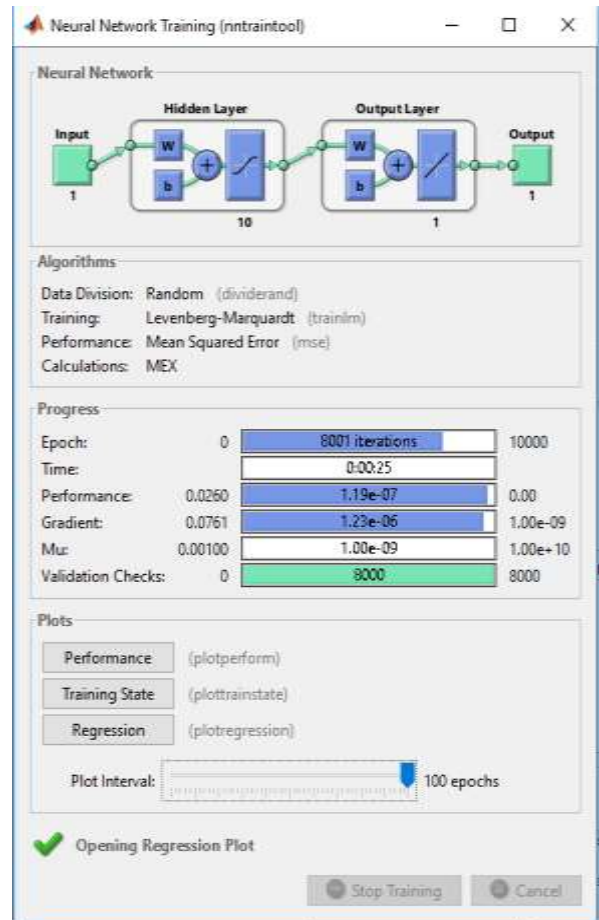 Neural Network Training (nntraintool)
Neural Network
Hidden Layer Output Layer
Input Output
W W
+ +
b b
1 1
10 1
Algorithms
Data Division: Random (dividerand)
Training: Levenberg-Marquardt (trainlm)
Performance: Mean Squared Error (mse)
Calculations: MEX
Progress
Epoch: 0 8001 iterations 10000
Time: 0:00:25
Performance: 0.0260 1.19e-07 0.00
Gradient: 0.0761 1.23e-06 1.00e-09
Mu: 0.00100 1.00e-09 1.00e+10
Validation Checks: 0 8000 8000
Plots
Performance (plotperform)
Training State (plottrainstate)
Regression (plotregression)
Plot Interval: 100 epochs
Opening Regression Plot
Stop Training Cancel